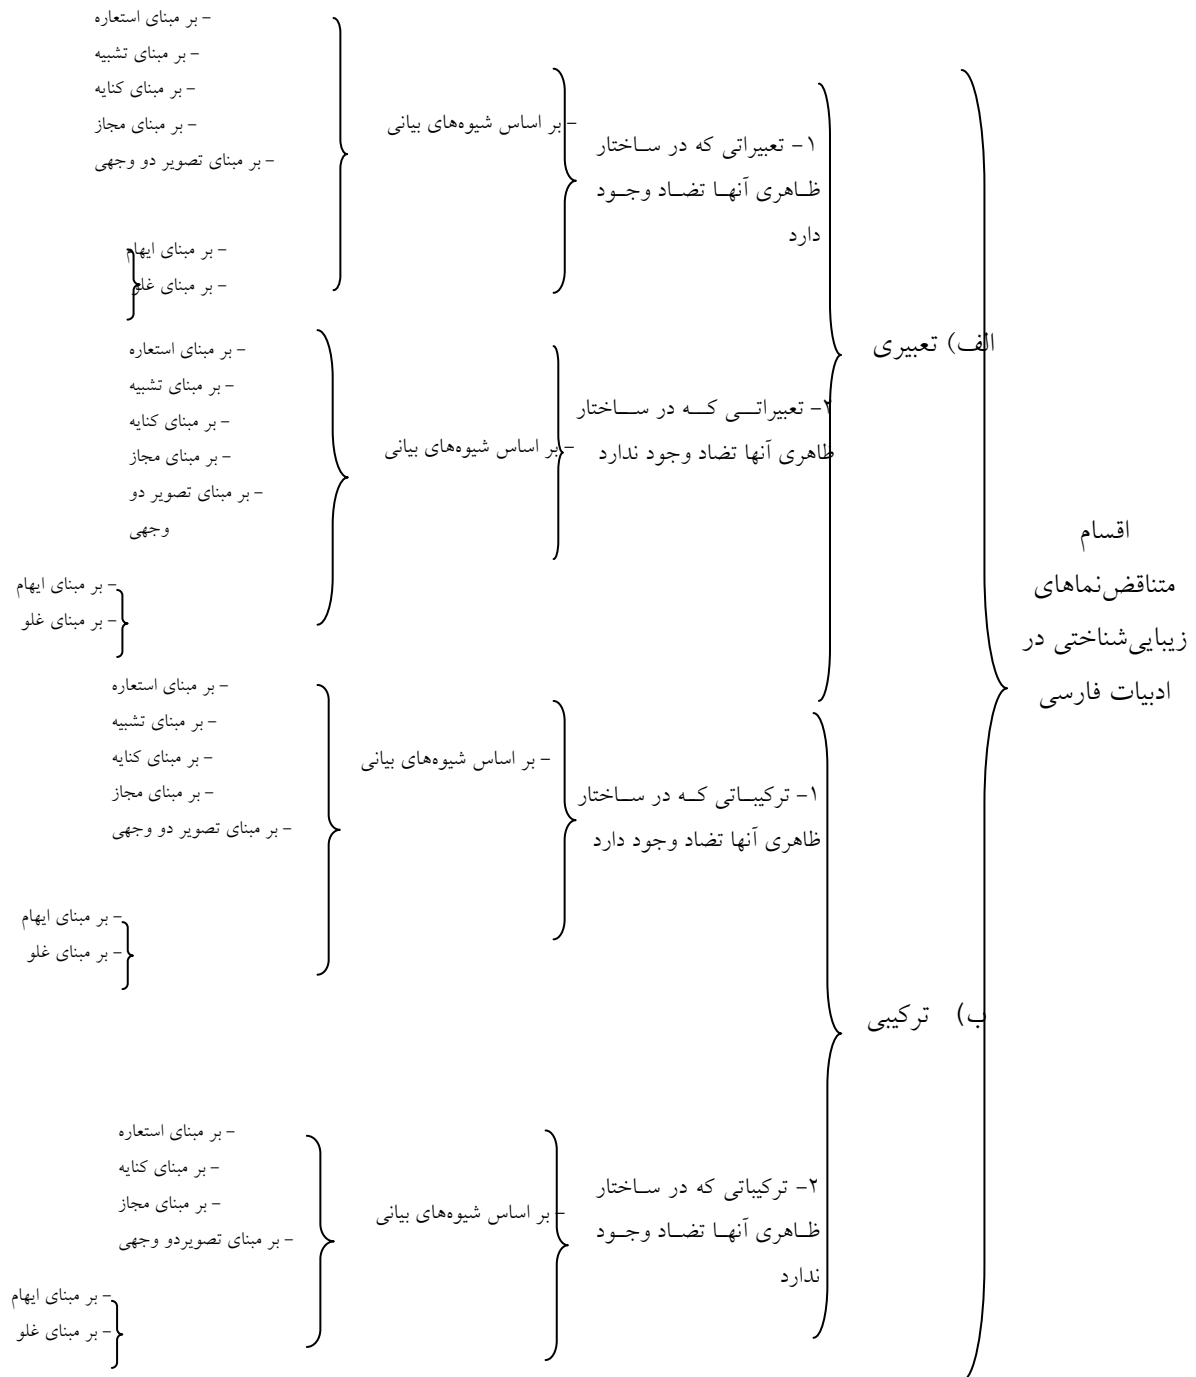 اقسام
متناقض‌نماهای
زیبایی‌شناختی در
ادبیات فارسی
الف) تعبیری
۱- تعبیراتی که در ساختار
ظاهری آنها تضاد وجود
دارد
- بر اساس شیوه‌های بیانی
- بر مبنای استعاره
- بر مبنای تشبیه
- بر مبنای کنایه
- بر مبنای مجاز
- بر مبنای تصویر دو وجهی
- بر مبنای ایهام
- بر مبنای غلو
۲- تعبیراتی که در ساختار
ظاهری آنها تضاد وجود ندارد
- بر اساس شیوه‌های بیانی
- بر مبنای استعاره
- بر مبنای تشبیه
- بر مبنای کنایه
- بر مبنای مجاز
- بر مبنای تصویر دو
وجهی
- بر مبنای ایهام
- بر مبنای غلو
ب) ترکیبی
۱- ترکیباتی که در ساختار
ظاهری آنها تضاد وجود دارد
- بر اساس شیوه‌های بیانی
- بر مبنای استعاره
- بر مبنای تشبیه
- بر مبنای کنایه
- بر مبنای مجاز
- بر مبنای تصویر دو وجهی
- بر مبنای ایهام
- بر مبنای غلو
۲- ترکیباتی که در ساختار
ظاهری آنها تضاد وجود
ندارد
- بر اساس شیوه‌های بیانی
- بر مبنای استعاره
- بر مبنای کنایه
- بر مبنای مجاز
- بر مبنای تصویردو وجهی
- بر مبنای ایهام
- بر مبنای غلو